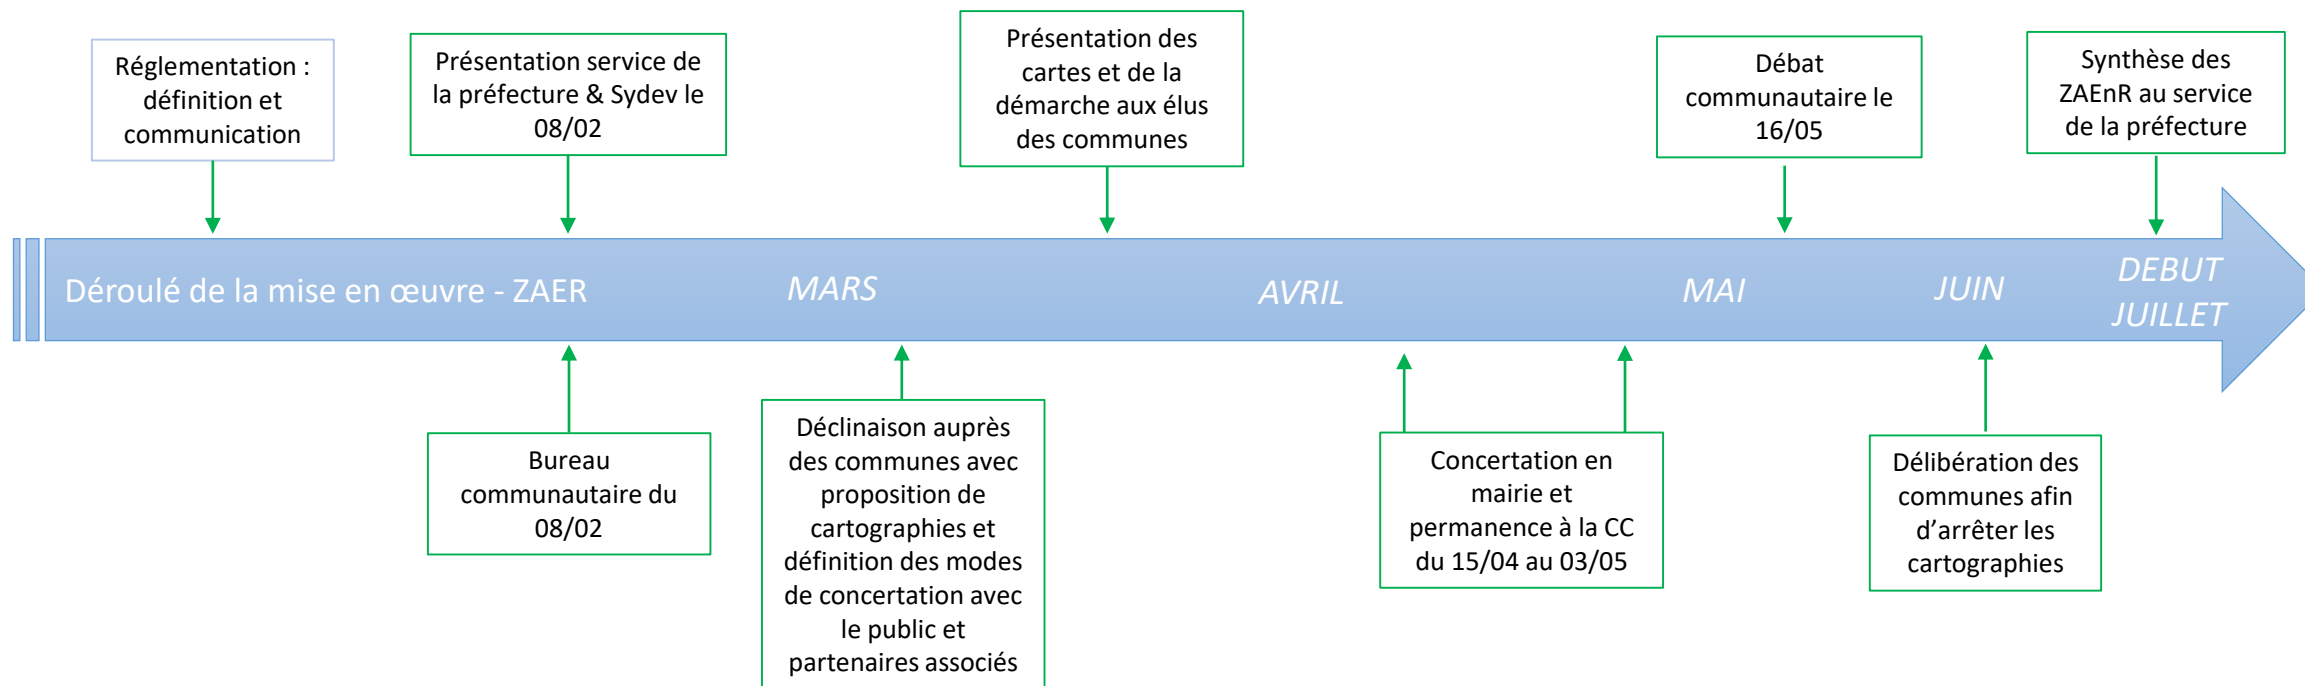 Réglementation :
définition et
communication
Présentation service de
la préfecture & Sydev le
08/02
Présentation des
cartes et de la
démarche aux élus
des communes
Débat
communautaire le
16/05
Synthèse des
ZAEnR au service
de la préfecture
Déroulé de la mise en œuvre - ZAER
MARS
AVRIL
MAI
JUIN
DEBUT
JUILLET
Bureau
communautaire du
08/02
Déclinaison auprès
des communes avec
proposition de
cartographies et
définition des modes
de concertation avec
le public et
partenaires associés
Concertation en
mairie et
permanence à la CC
du 15/04 au 03/05
Délibération des
communes afin
d’arrêter les
cartographies